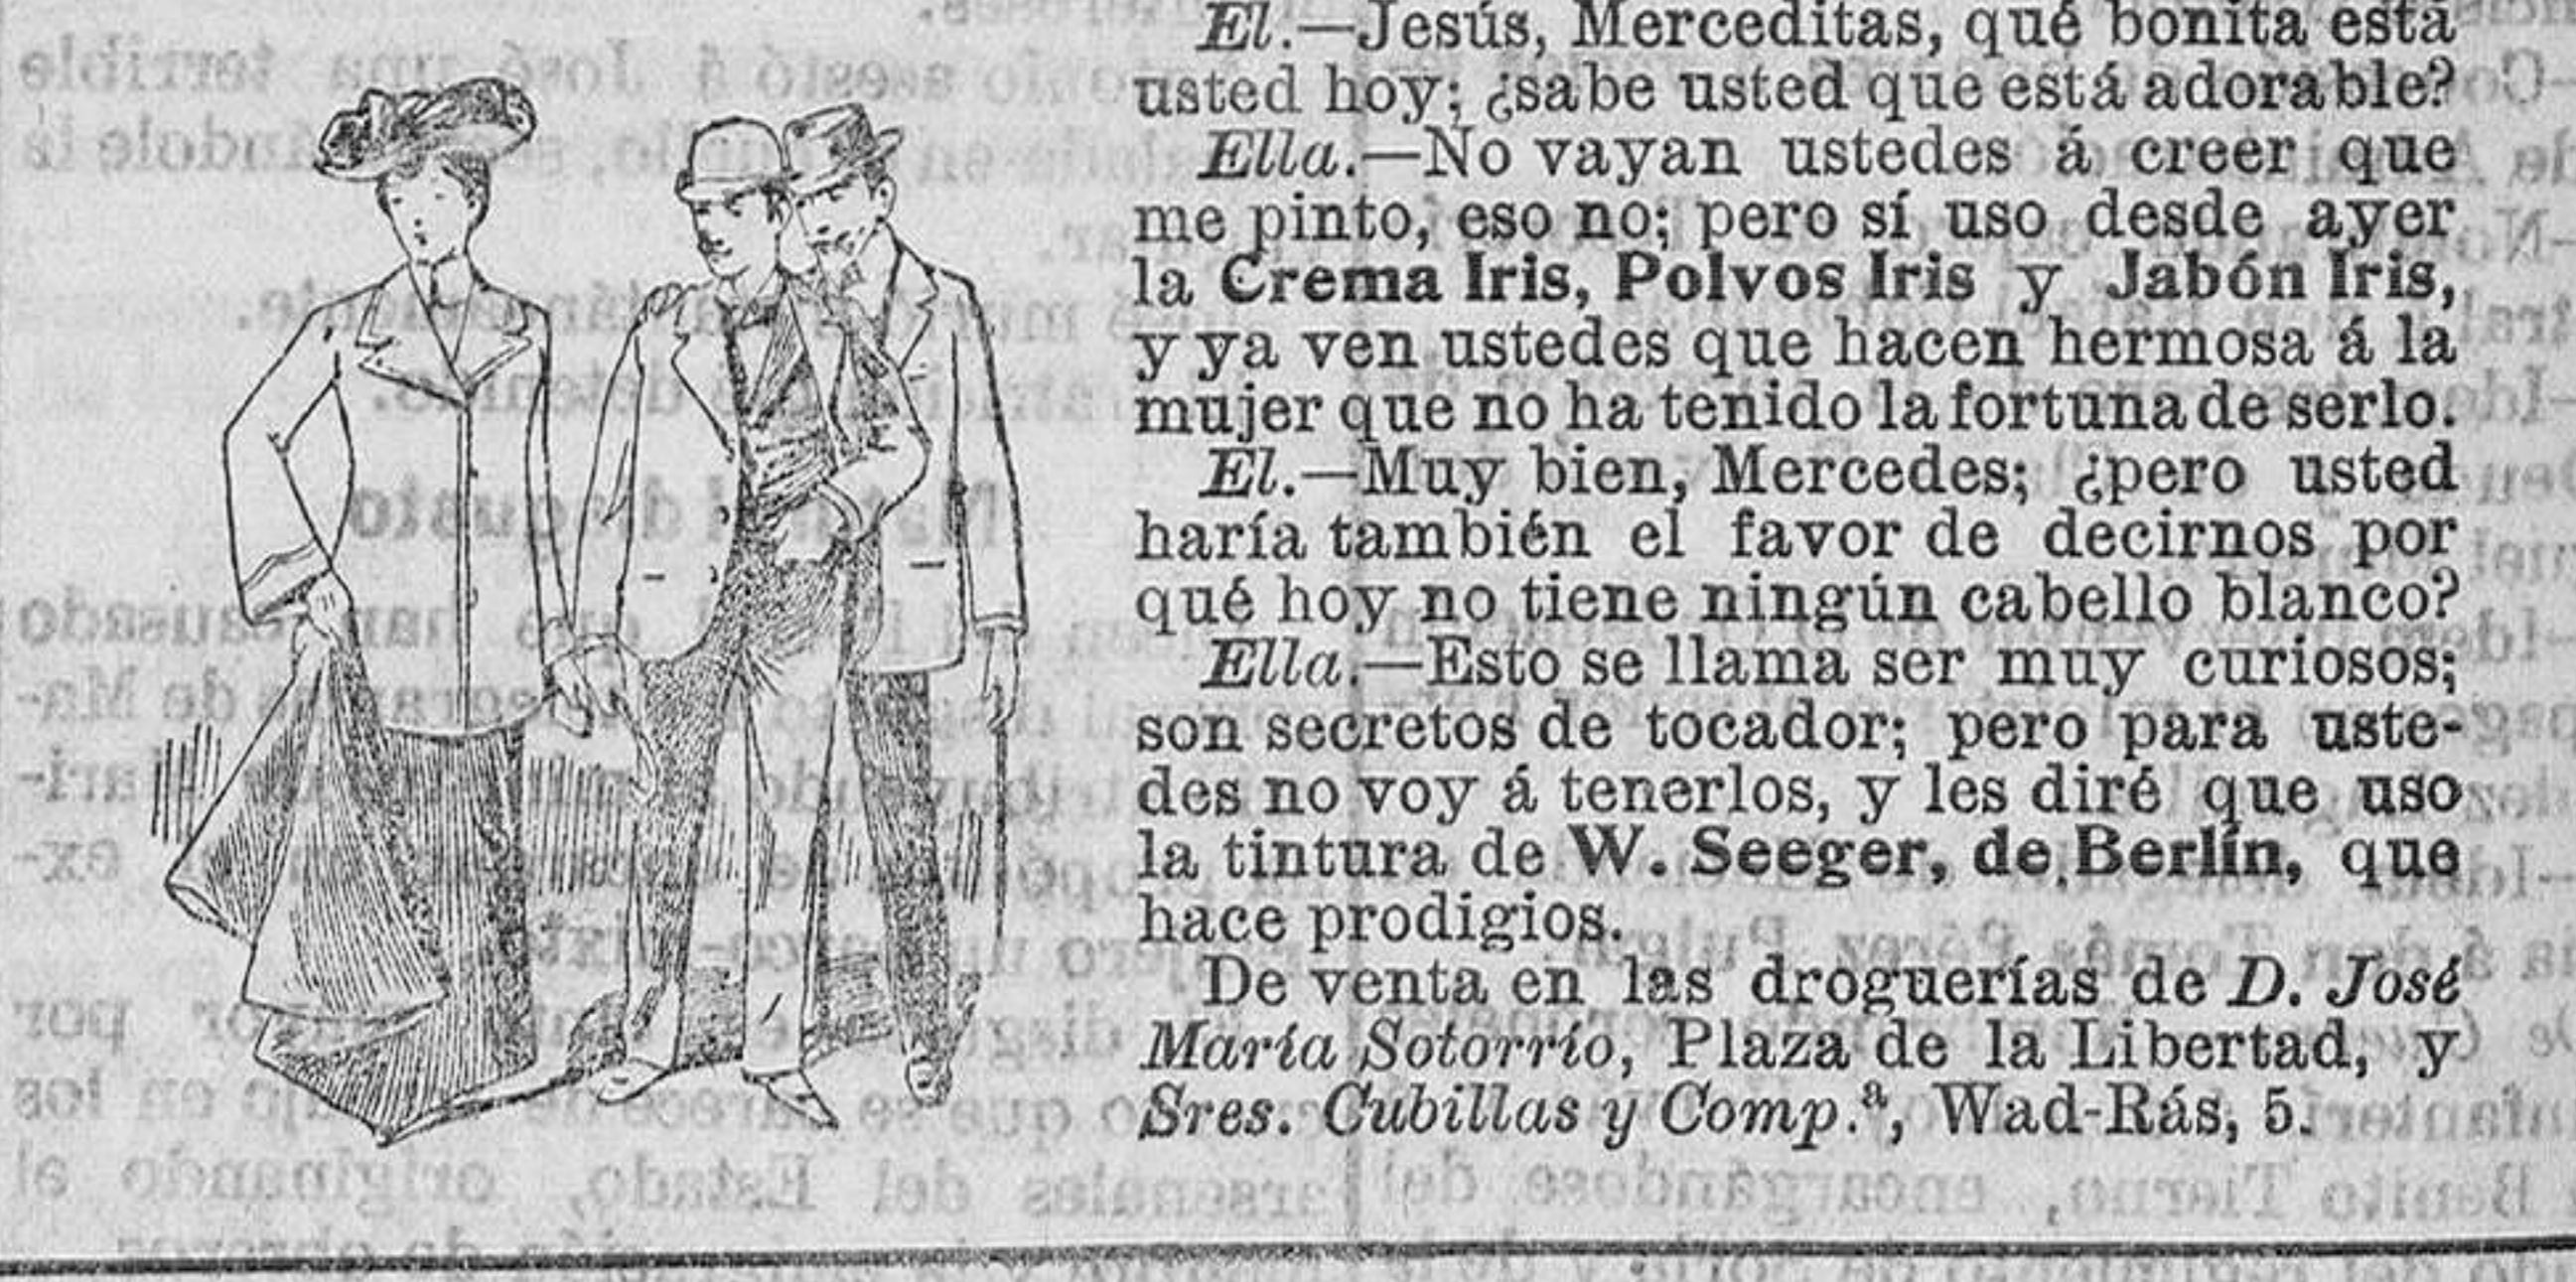 El.—Jesús, Merceditas, qué bonita está
usted hoy; ¿sabe usted que está adorable?
Ella.—No vayan ustedes á creer que
me pinto, eso no; pero sí uso desde ayer
la Crema Iris, Polvos Iris y Jabón Iris,
y ya ven ustedes que hacen hermosa á la
mujer que no ha tenido la fortuna de serlo.
El.—Muy bien, Mercedes; ¿pero usted
haría también el favor de decirnos por
qué hoy no tiene ningún cabello blanco?
Ella.—Esto se llama ser muy curiosos;
son secretos de tocador; pero para uste-
des no voy á tenerlos, y les diré que uso
la tintura de W. Seeger, de Berlín, que
hace prodigios.
De venta en las droguerías de D. José
María Sotorrío, Plaza de la Libertad, y
Sres. Cubillas y Comp.ª, Wad-Rás, 5.